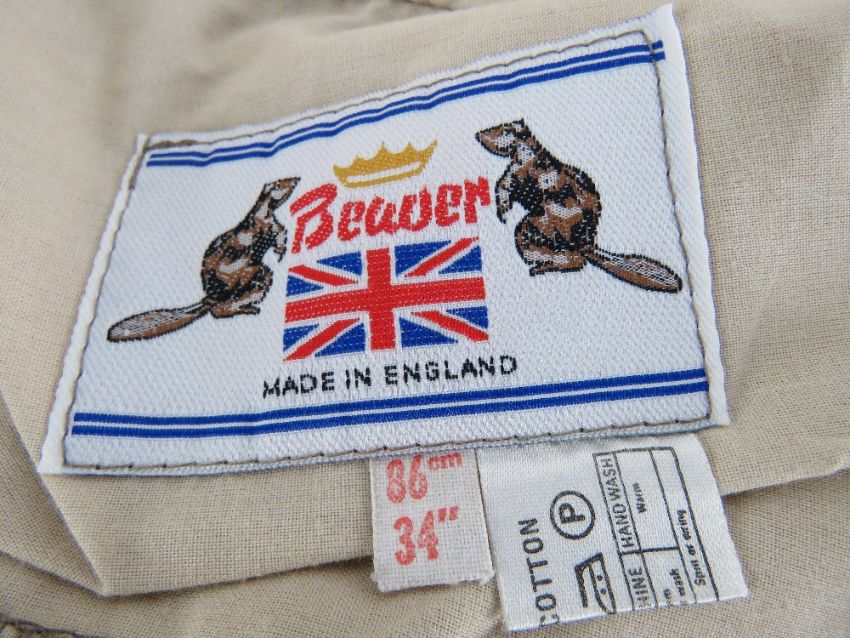 Beaver
MADE IN ENGLAND
86cm
34"
COTTON
P
HAND WASH
Warm